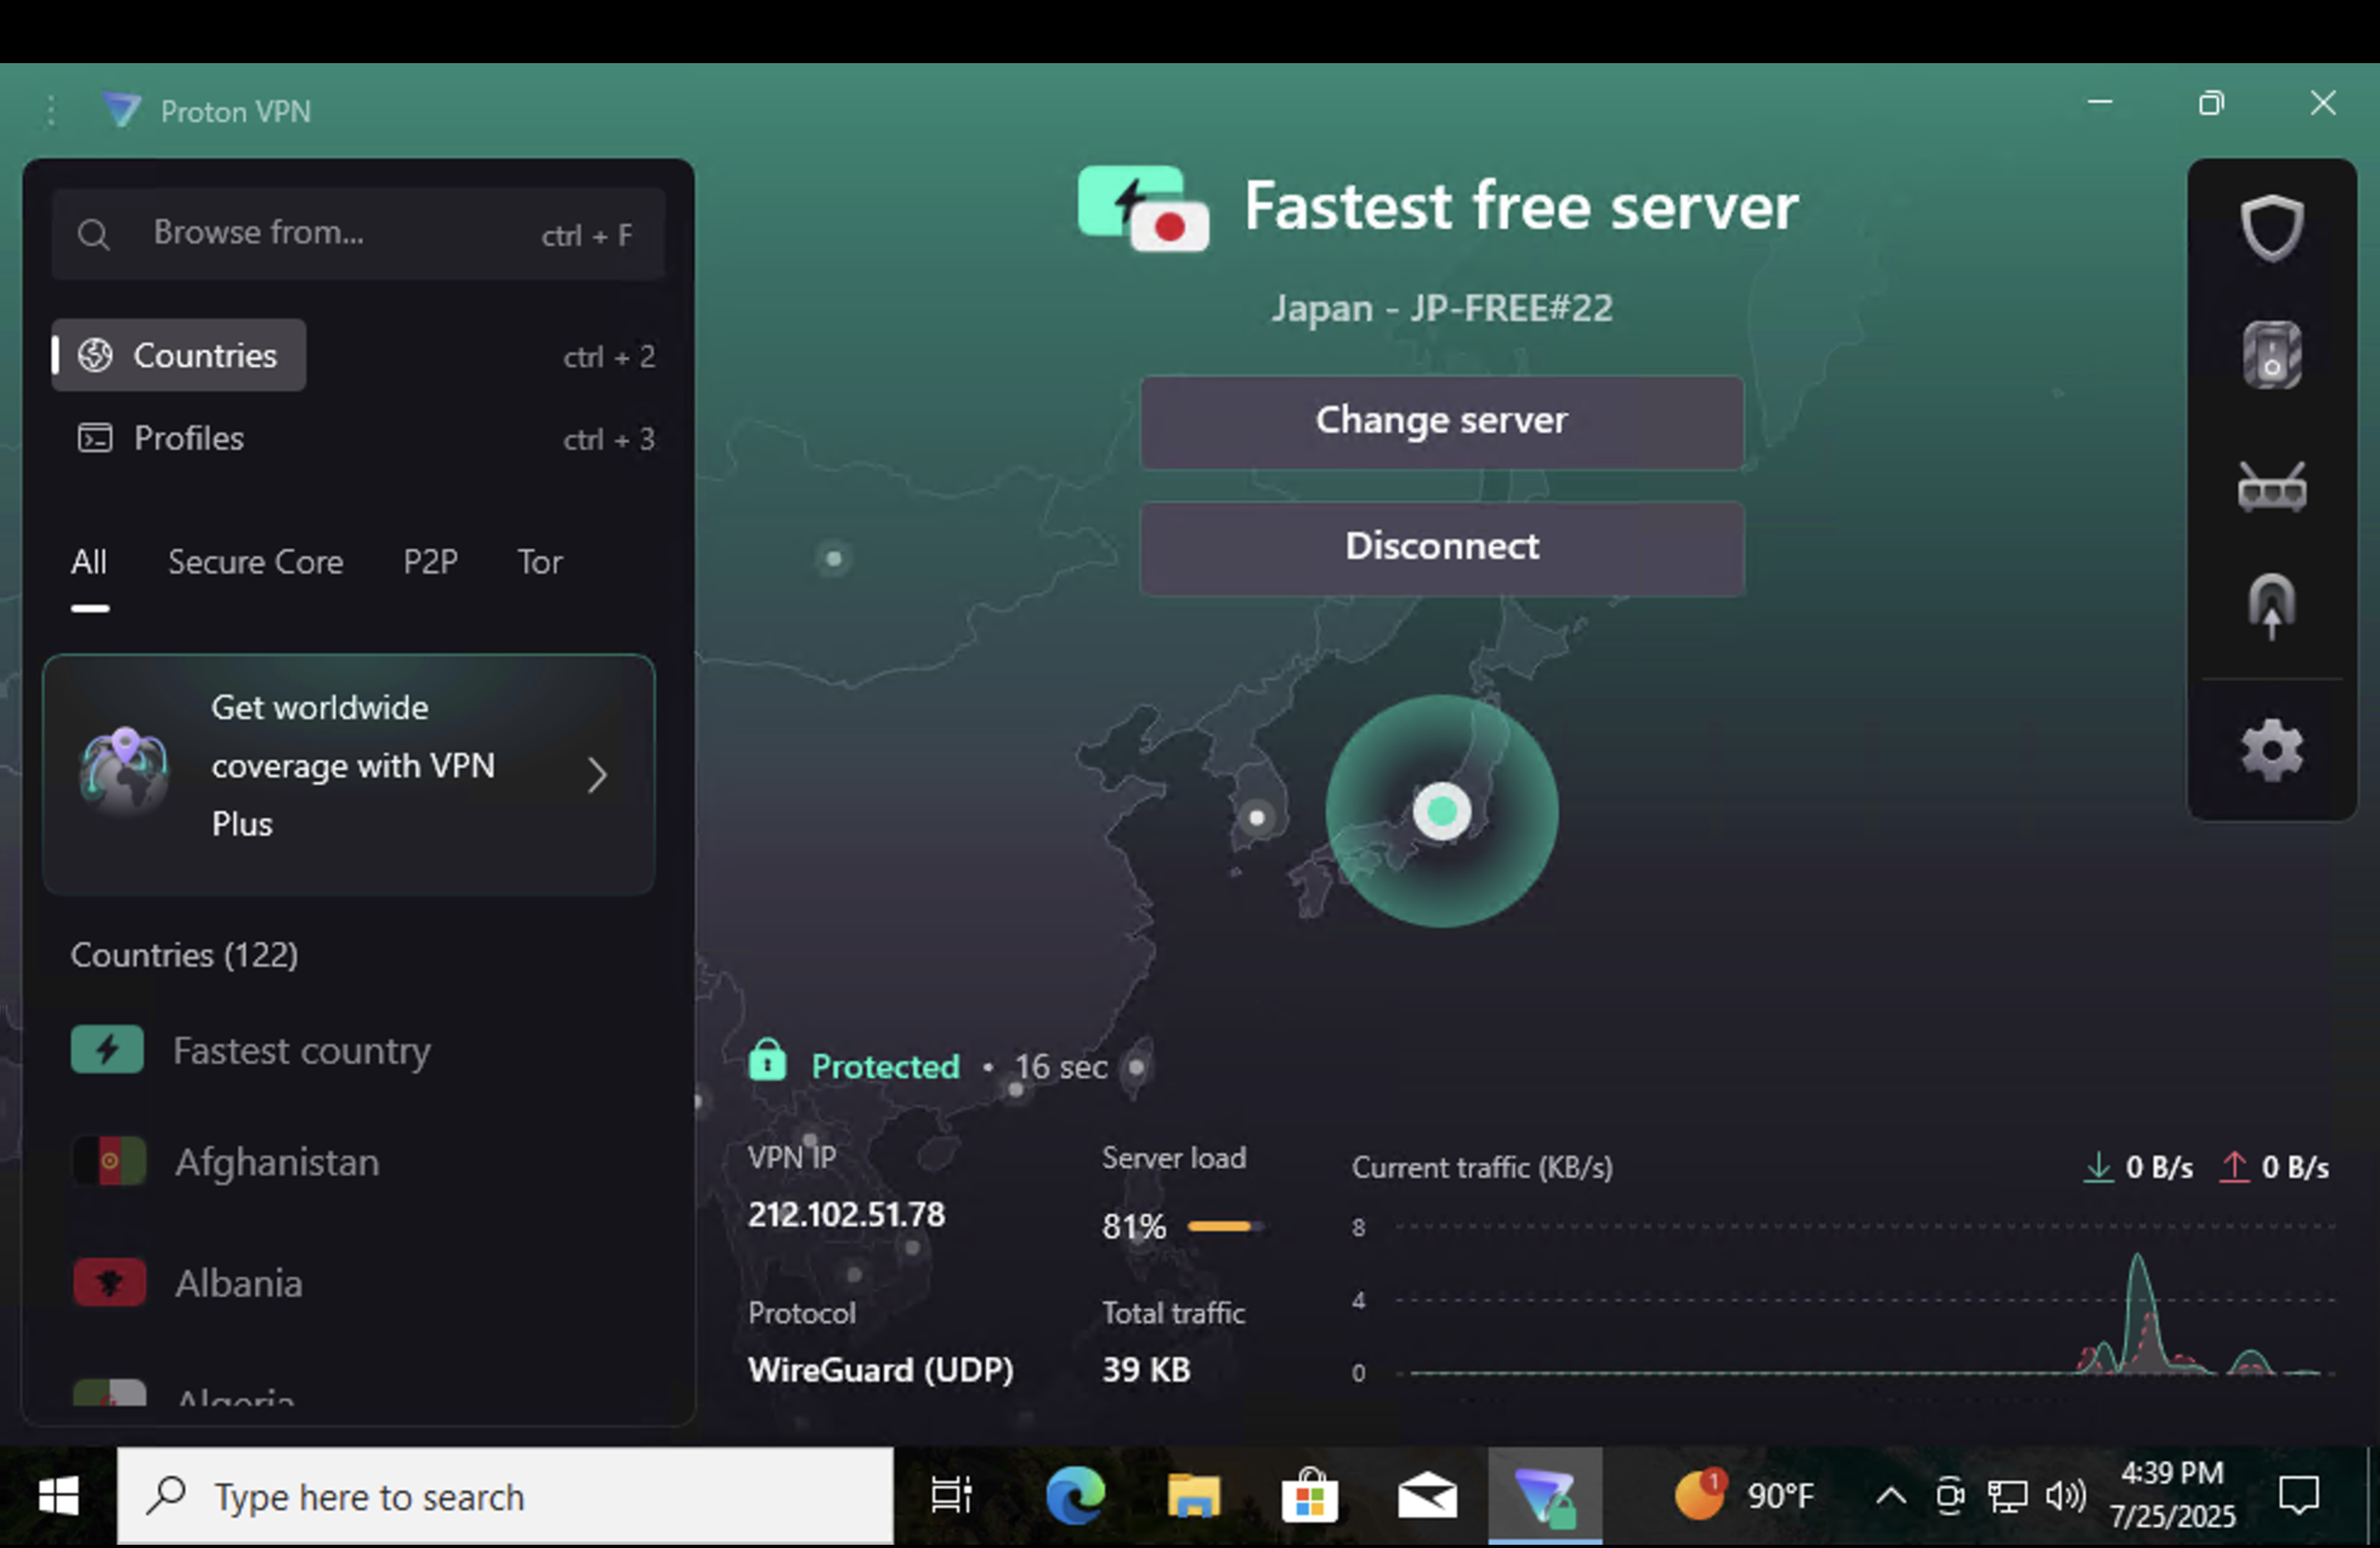 Proton VPN
Browse from...
ctrl + F
Countries
ctrl + 2
Profiles
ctrl + 3
All
Secure Core
P2P
Tor
Get worldwide
coverage with VPN
Plus
Countries (122)
Fastest country
Afghanistan
Albania
Algeria
Fastest free server
Japan - JP-FREE#22
Change server
Disconnect
Protected • 16 sec
VPN IP
212.102.51.78
Server load
81%
Protocol
WireGuard (UDP)
Total traffic
39 KB
Current traffic (KB/s)
0 B/s
0 B/s
8
4
0
Type here to search
1
90°F
4:39 PM
7/25/2025